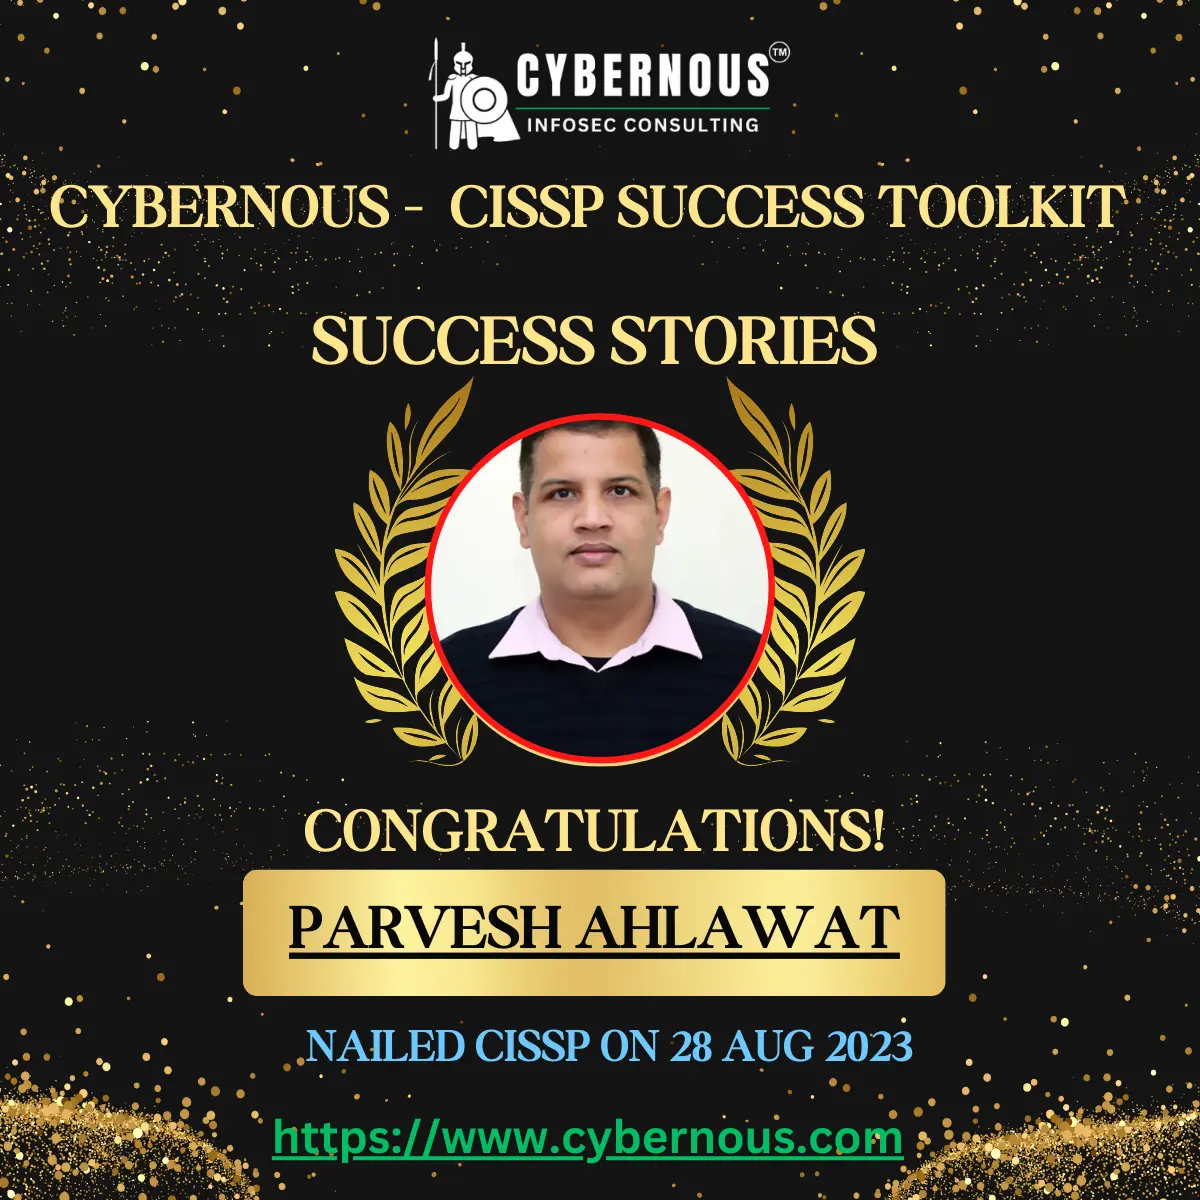 CYBERNOUS™
INFOSEC CONSULTING
CYBERNOUS - CISSP SUCCESS TOOLKIT
SUCCESS STORIES
CONGRATULATIONS!
PARVESH AHLAWAT
NAILED CISSP ON 28 AUG 2023
https://www.cybernous.com